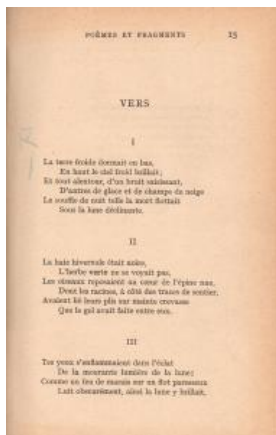 POÈMES ET FRAGMENTS 15
VERS
I
La terre froide dormait en bas,
En haut le ciel froid brillait;
Et tout alentour, d'un bruit saisissant,
D'antres de glace et de champs de neige
Le souffle de nuit telle la mort flottait
Sous la lune déclinante.
II
La haie hivernale était noire,
L'herbe verte ne se voyait pas,
Les oiseaux reposaient au cœur de l'épine nue,
Dont les racines, à côté des traces de sentier,
Avaient lié leurs plis sur mainte crevasse
Que le gel avait faite entre eux.
III
Tes yeux s'enflammaient dans l'éclat
De la mourante lumière de la lune;
Comme un feu de marais sur un flot paresseux
Luit obscurément, ainsi la lune y brillait,